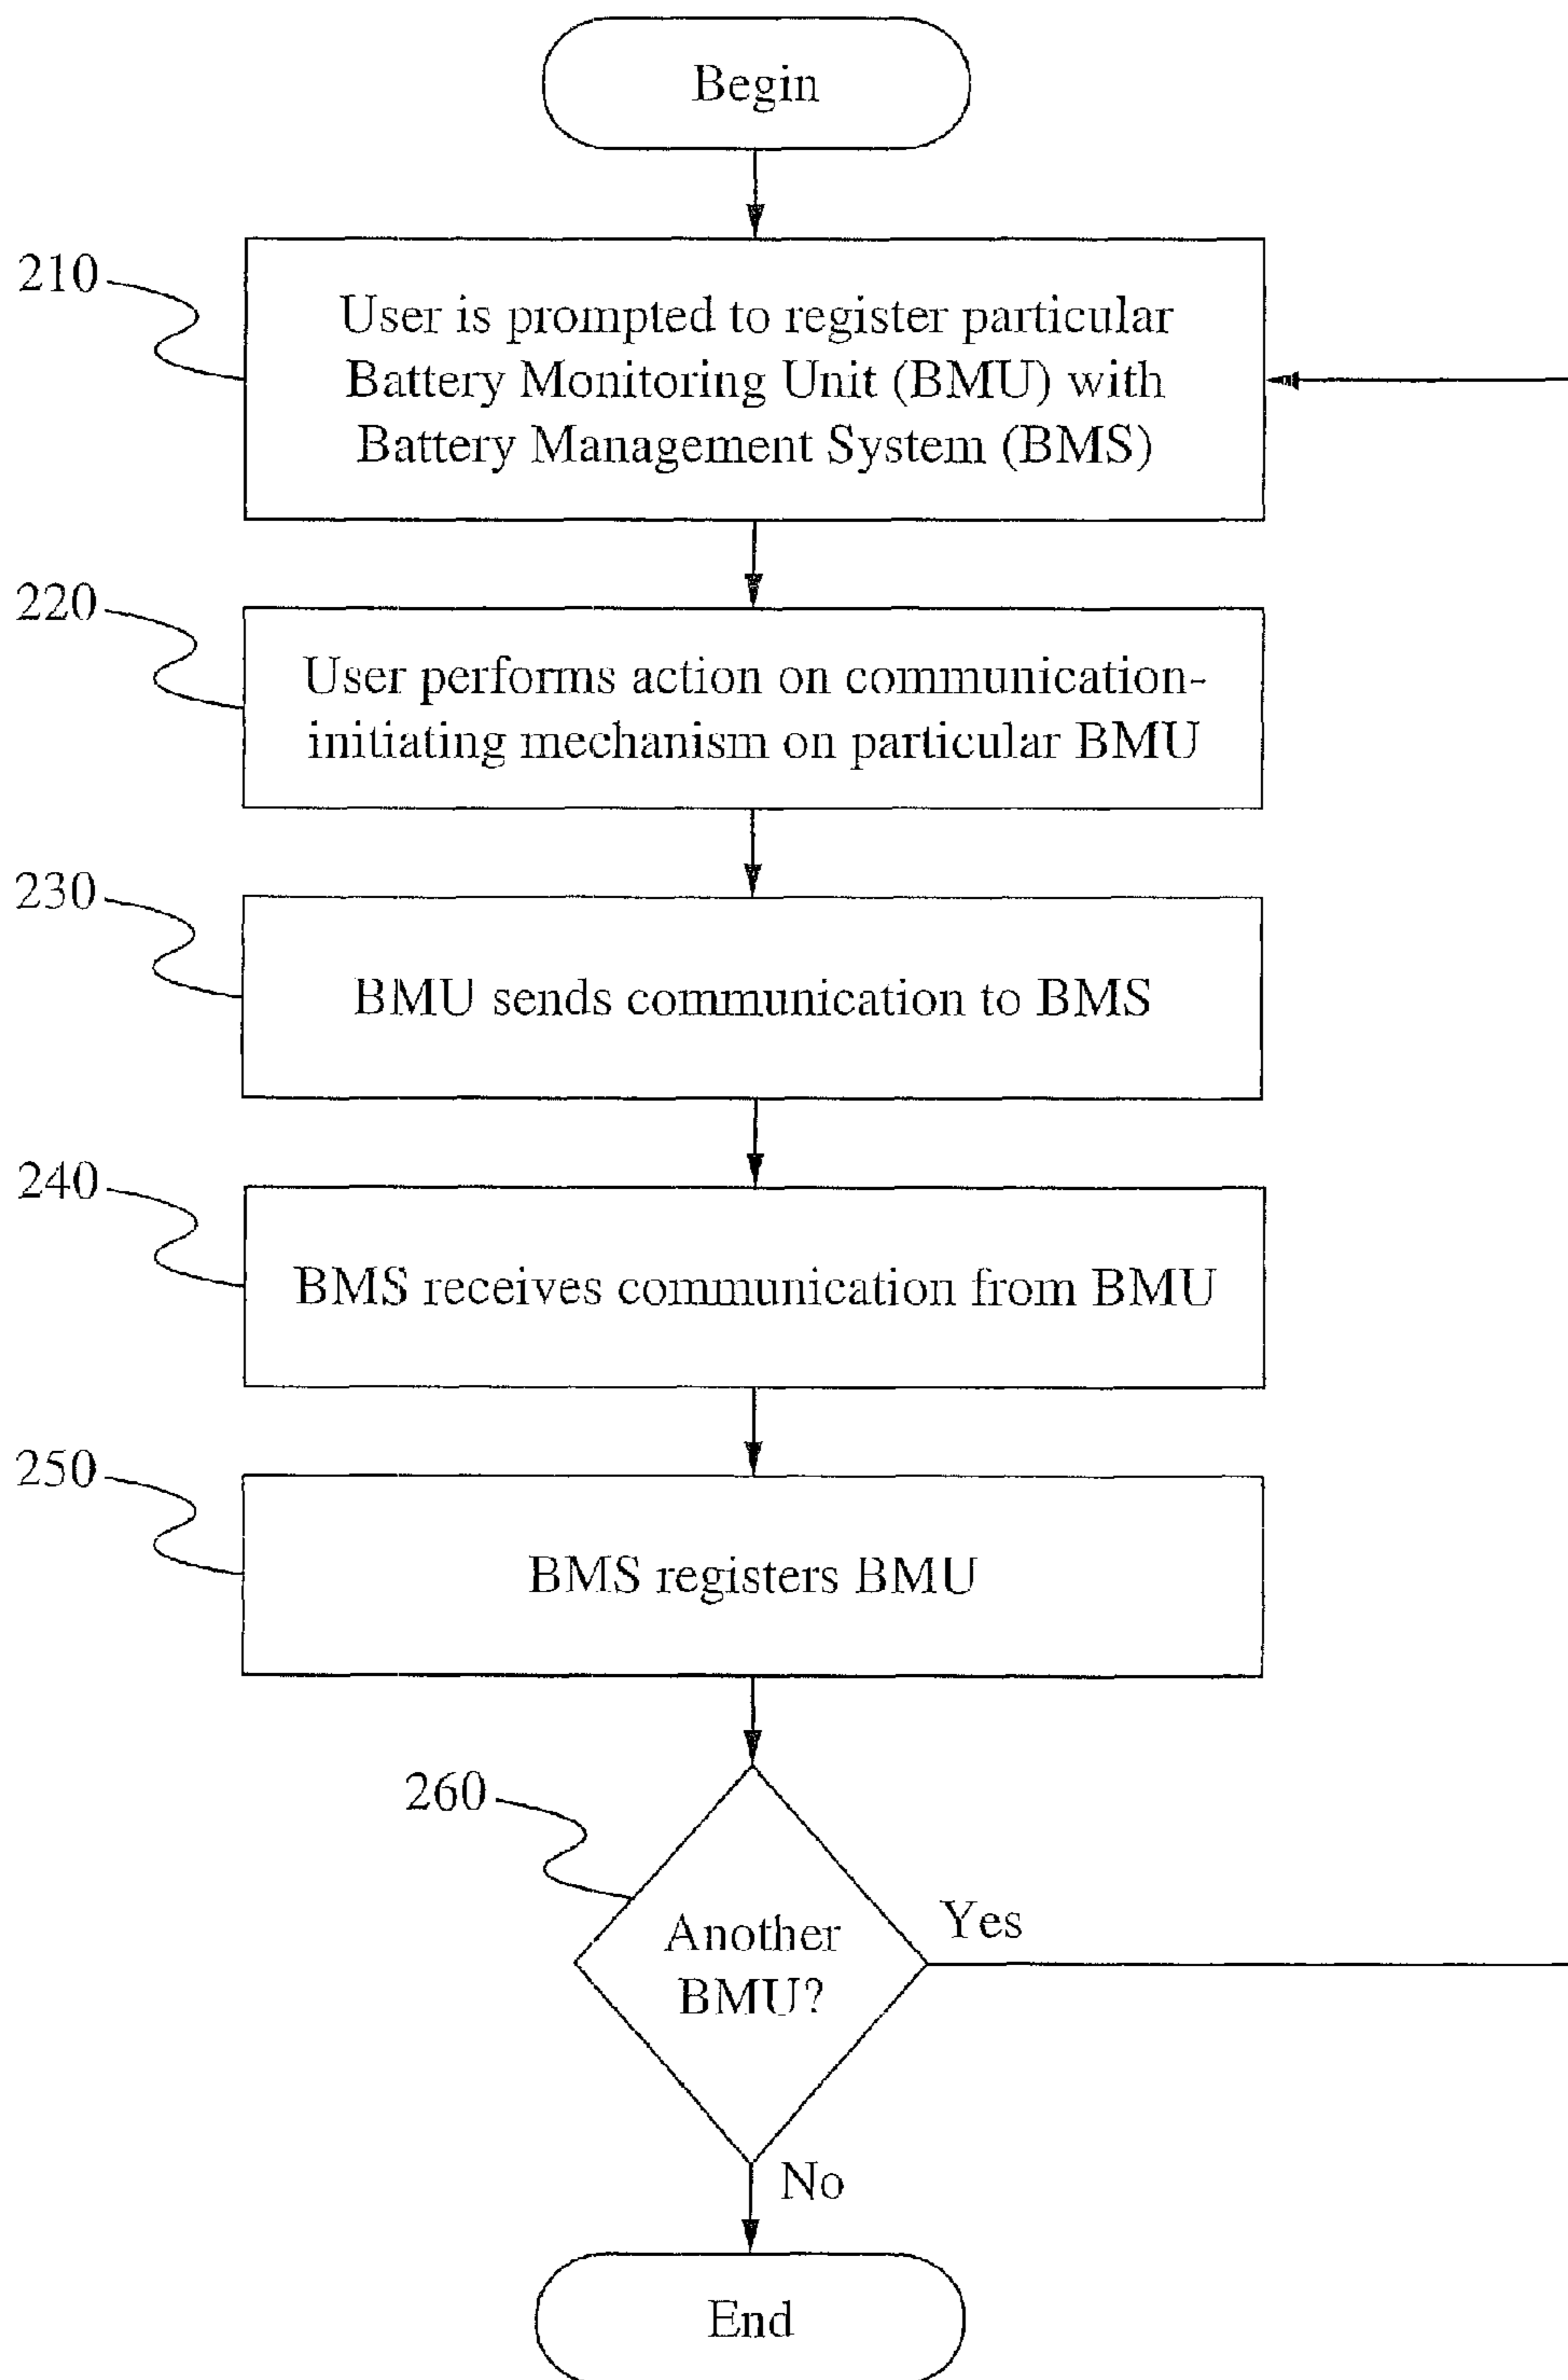 Begin
210
User is prompted to register particular
Battery Monitoring Unit (BMU) with
Battery Management System (BMS)
220
User performs action on communication-
initiating mechanism on particular BMU
230
BMU sends communication to BMS
240
BMS receives communication from BMU
250
BMS registers BMU
260
Another
BMU?
Yes
No
End